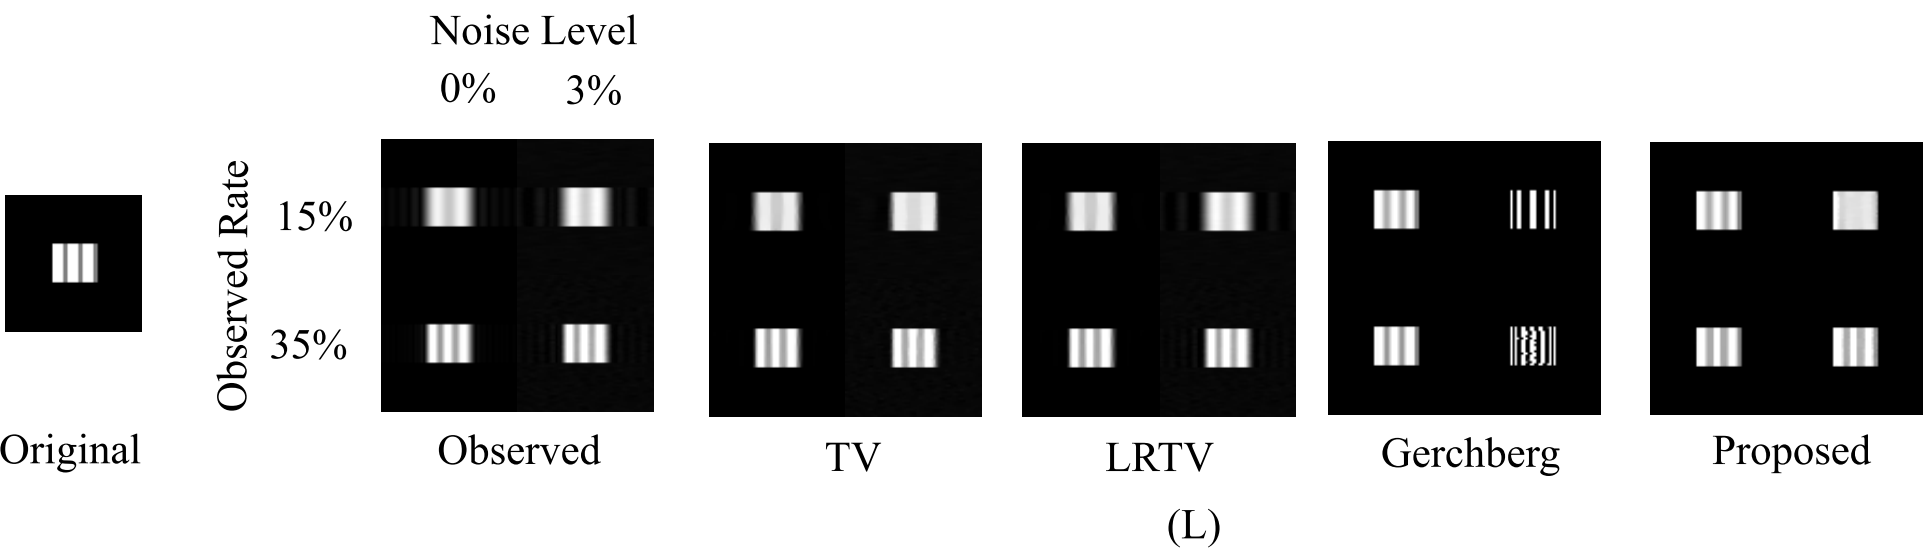 Noise Level
0% 3%
Observed Rate
15%
35%
Original
Observed
TV
LRTV
Gerchberg
Proposed
(L)